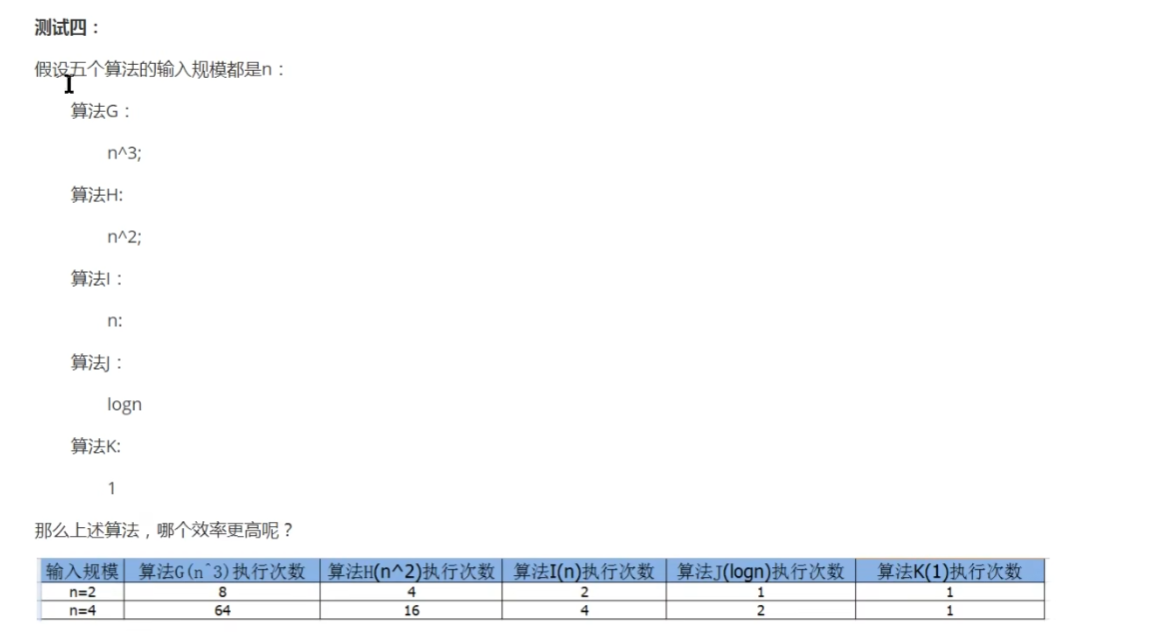 测试四：
假设五个算法的输入规模都是n：
算法G：
n^3;
算法H:
n^2;
算法I：
n:
算法J：
logn
算法K:
1
那么上述算法，哪个效率更高呢？
输入规模 算法G(n^3)执行次数 算法H(n^2)执行次数 算法I(n)执行次数 算法J(logn)执行次数 算法K(1)执行次数
n=2 8 4 2 1 1
n=4 64 16 4 2 1